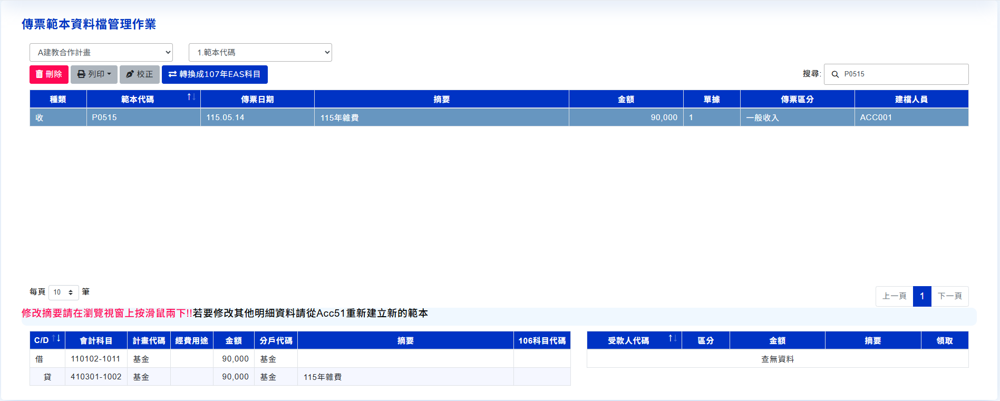 傳票範本資料檔管理作業
A建教合作計畫 1.範本代碼
刪除 列印 校正 轉換成107年EAS科目 搜尋: P0515
種類 範本代碼 傳票日期 摘要 金額 單據 傳票區分 建檔人員
收 P0515 115.05.14 115年雜費 90,000 1 一般收入 ACC001
每頁 10 筆 上一頁 1 下一頁
修改摘要請在瀏覽視窗上按滑鼠兩下!!若要修改其他明細資料請從Acc51重新建立新的範本
C/D 會計科目 計畫代碼 經費用途 金額 分戶代碼 摘要 106科目代碼 受款人代碼 區分 金額 摘要 領取
借 110102-1011 基金 90,000 基金 查無資料
貸 410301-1002 基金 90,000 基金 115年雜費